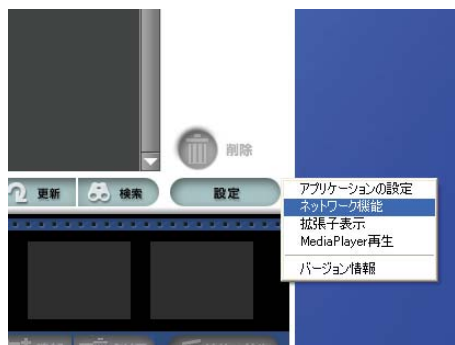 削除
更新
検索
設定
アプリケーションの設定
ネットワーク機能
拡張子表示
MediaPlayer再生
バージョン情報